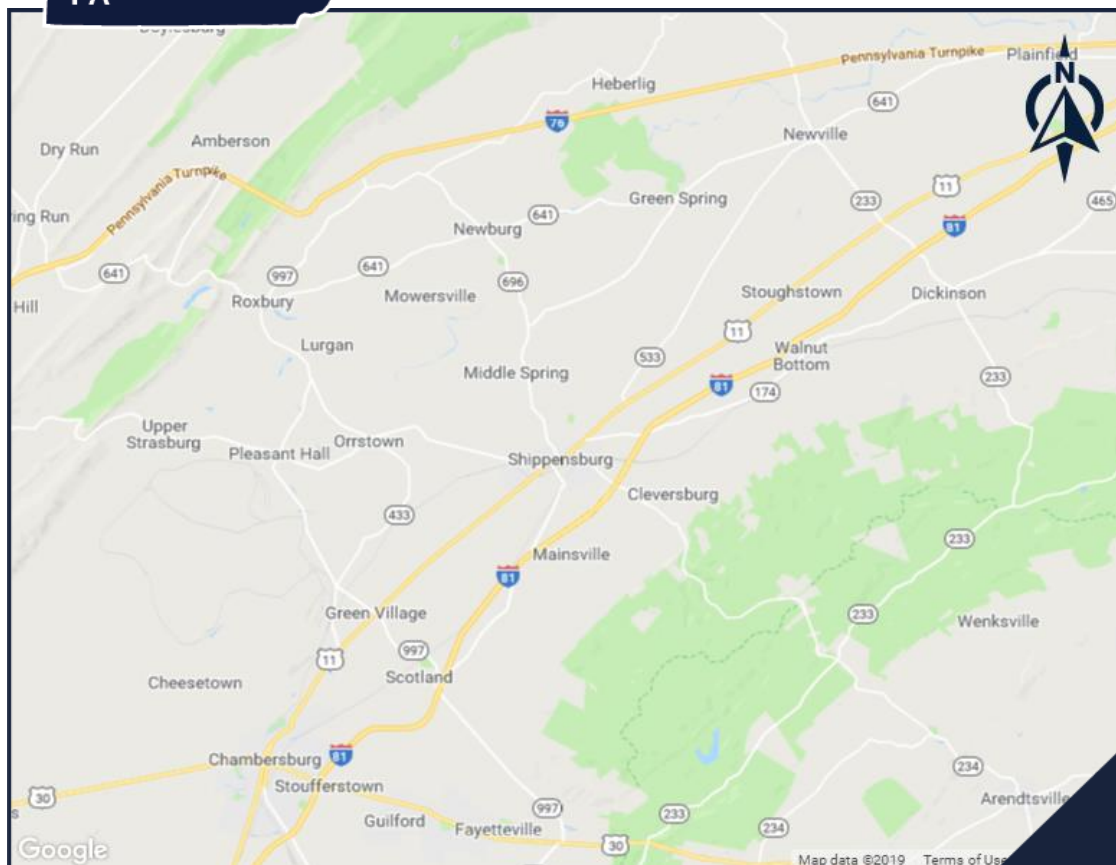 PA
Doylesburg
Pennsylvania Turnpike
Plainfield
N
Heberlig
641
76
Newville
Amberson
Dry Run
Pennsylvania Turnpike
11
Green Spring
233
465
ring Run
641
Newburg
81
641
997
641
696
Mowersville
Stoughstown
Dickinson
Hill
Roxbury
11
Lurgan
533
Walnut
Bottom
Middle Spring
81
174
233
Upper
Strasburg
Orrstown
Pleasant Hall
Shippensburg
Cleversburg
433
233
Mainsville
81
Green Village
233
Wenksville
997
11
Scotland
Cheesetown
Chambersburg
81
234
Stoufferstown
30
s
997
233
Arendtsville
Guilford
Fayetteville
234
30
Google
Map data ©2019
Terms of Use